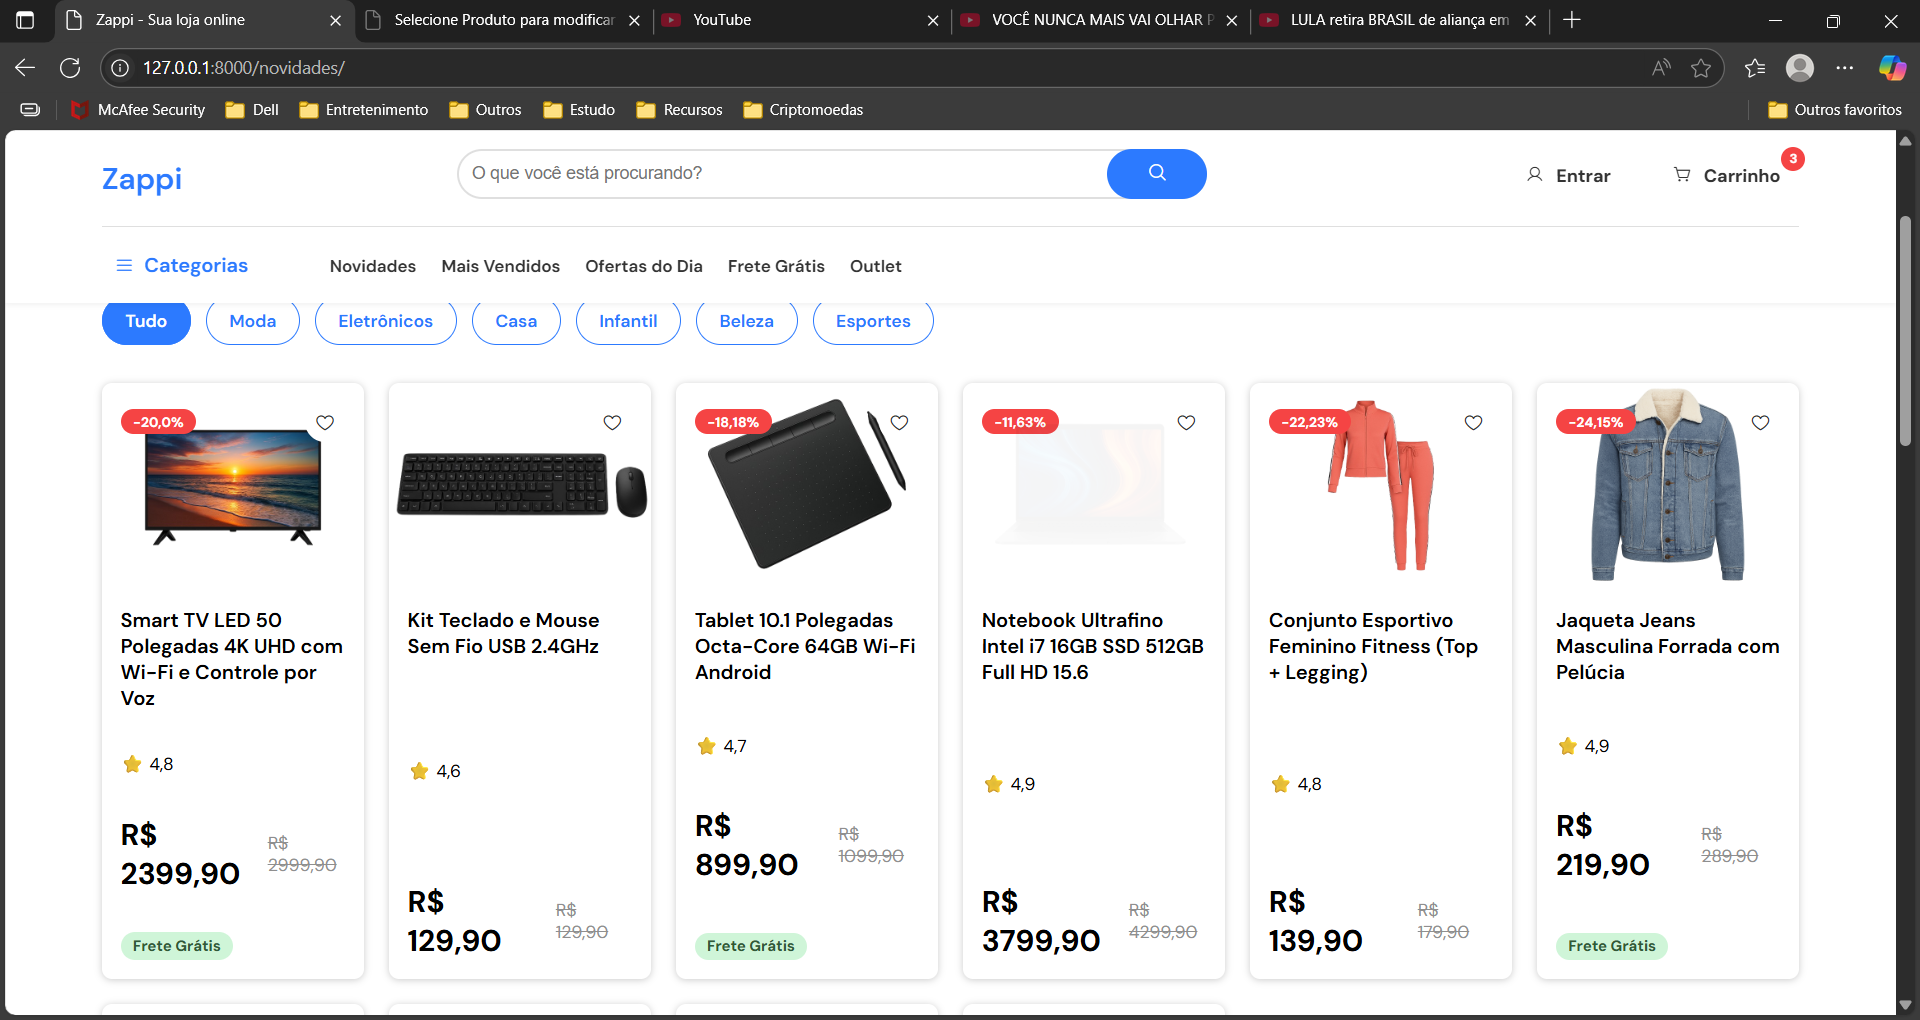 Zappi - Sua loja online
Selecione Produto para modificar
YouTube
VOCÊ NUNCA MAIS VAI OLHAR P
LULA retira BRASIL de aliança em
127.0.0.1:8000/novidades/
McAfee Security
Dell
Entretenimento
Outros
Estudo
Recursos
Criptomoedas
Outros favoritos
Zappi
O que você está procurando?
Entrar
Carrinho
3
Categorias
Novidades
Mais Vendidos
Ofertas do Dia
Frete Grátis
Outlet
Tudo
Moda
Eletrônicos
Casa
Infantil
Beleza
Esportes
-20,0%
Smart TV LED 50
Polegadas 4K UHD com
Wi-Fi e Controle por
Voz
4,8
R$
2399,90
R$
2999,90
Frete Grátis
Kit Teclado e Mouse
Sem Fio USB 2.4GHz
4,6
R$
129,90
R$
129,90
-18,18%
Tablet 10.1 Polegadas
Octa-Core 64GB Wi-Fi
Android
4,7
R$
899,90
R$
1099,90
Frete Grátis
-11,63%
Notebook Ultrafino
Intel i7 16GB SSD 512GB
Full HD 15.6
4,9
R$
3799,90
R$
4299,90
-22,23%
Conjunto Esportivo
Feminino Fitness (Top
+ Legging)
4,8
R$
139,90
R$
179,90
-24,15%
Jaqueta Jeans
Masculina Forrada com
Pelúcia
4,9
R$
219,90
R$
289,90
Frete Grátis